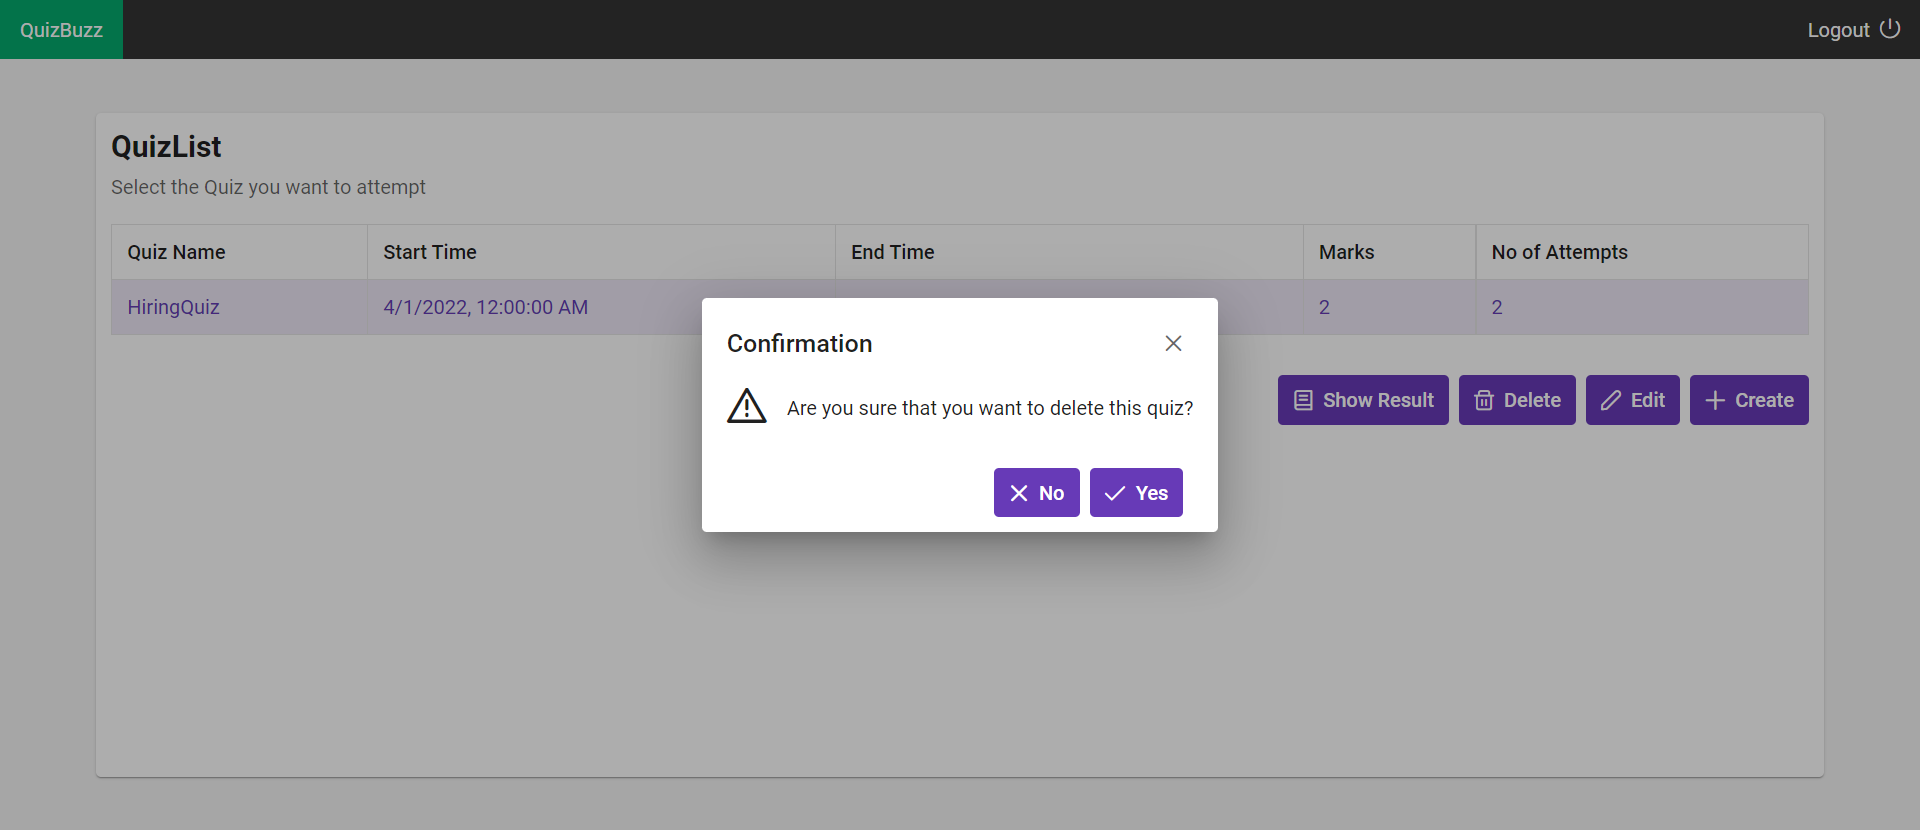 QuizBuzz
Logout
QuizList
Select the Quiz you want to attempt
Quiz Name Start Time End Time Marks No of Attempts
HiringQuiz 4/1/2022, 12:00:00 AM 2 2
Confirmation
Are you sure that you want to delete this quiz?
Show Result Delete Edit Create
No Yes